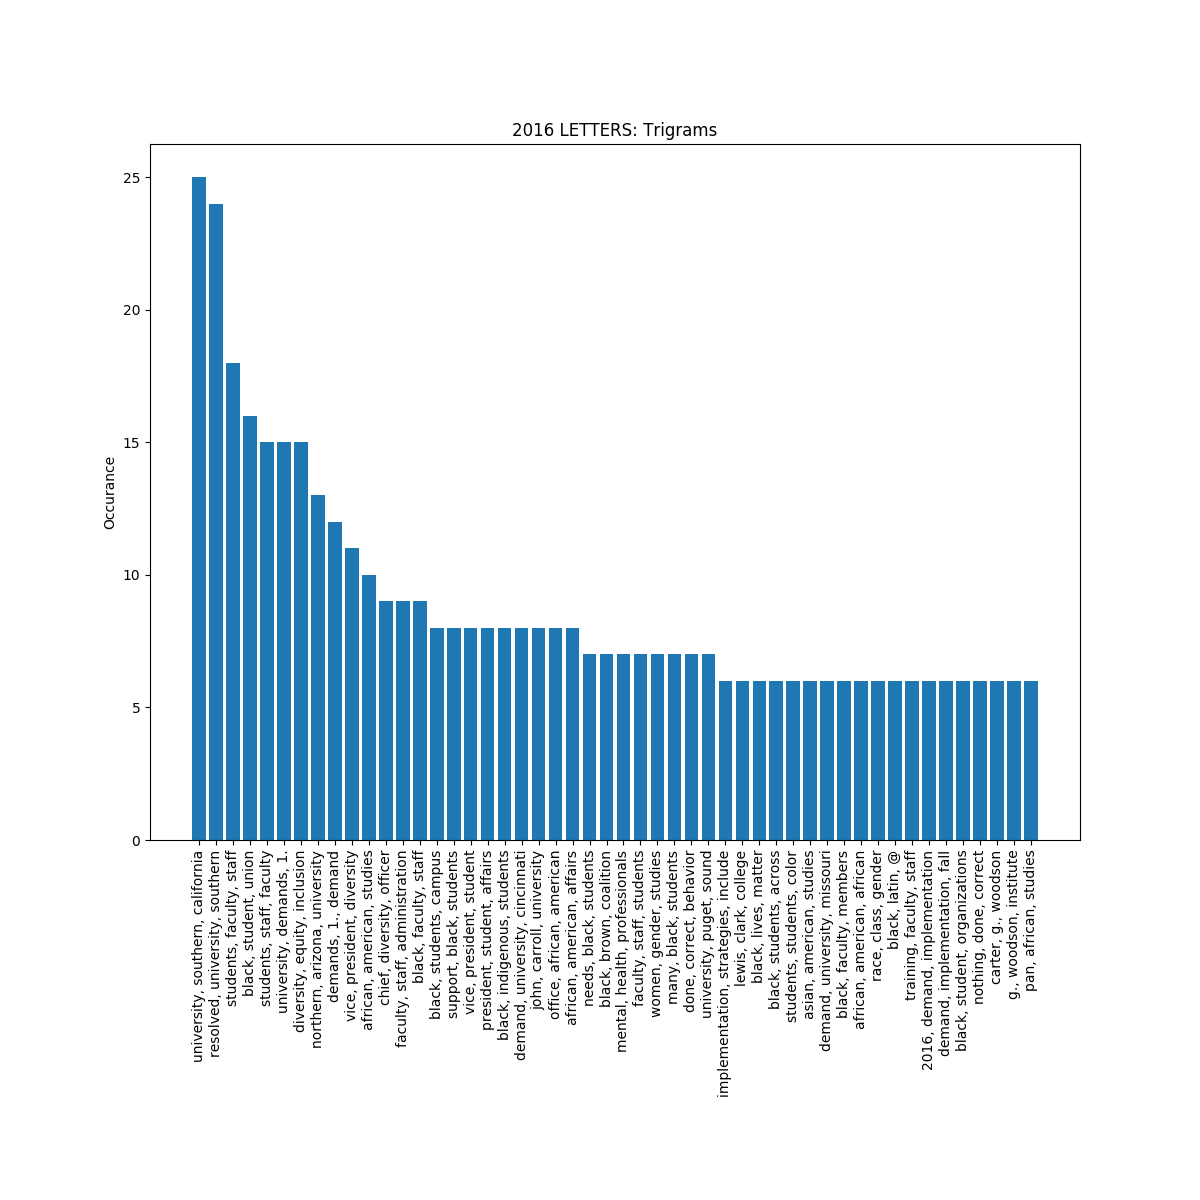 2016 LETTERS: Trigrams
Occurance
25
20
15
10
5
0
university, southern, california
resolved, university, southern
students, faculty, staff
black, student, union
students, staff, faculty
university, demands, 1.
diversity, equity, inclusion
northern, arizona, university
demands, 1., demand
vice, president, diversity
african, american, studies
chief, diversity, officer
faculty, staff, administration
black, faculty, staff
black, students, campus
support, black, students
vice, president, student
president, student, affairs
black, indigenous, students
demand, university, cincinnati
john, carroll, university
office, african, american
african, american, affairs
needs, black, students
black, brown, coalition
mental, health, professionals
faculty, staff, students
women, gender, studies
many, black, students
done, correct, behavior
university, puget, sound
implementation, strategies, include
lewis, clark, college
black, lives, matter
black, students, across
students, students, color
asian, american, studies
demand, university, missouri
black, faculty, members
african, american, african
race, class, gender
black, latin, @
training, faculty, staff
2016, demand, implementation
demand, implementation, fall
black, student, organizations
nothing, done, correct
carter, g., woodson
g., woodson, institute
pan, african, studies